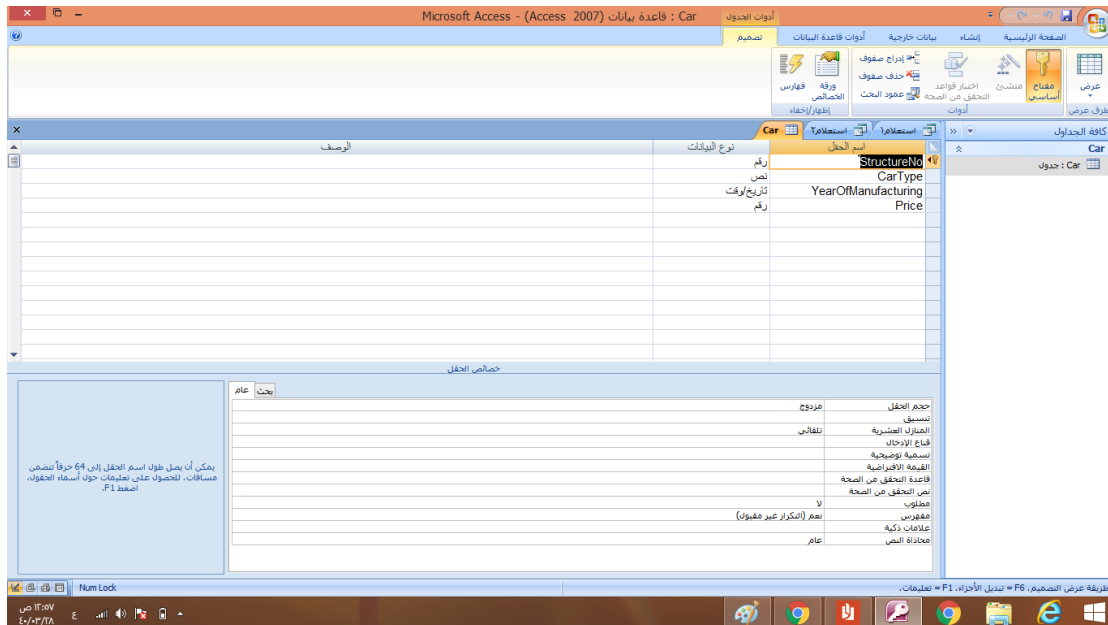 Car : قاعدة بيانات (Access 2007) - Microsoft Access
أدوات الجدول
الصفحة الرئيسية
إنشاء
بيانات خارجية
أدوات قاعدة البيانات
تصميم
عرض
مفتاح أساسي
منشئ
اختبار قواعد التحقق من الصحة
إدراج صفوف
حذف صفوف
عمود البحث
ورقة الخصائص
فهارس
طرق عرض
أدوات
إظهار/إخفاء
كافة الجداول
استعلام١
استعلام٢
Car
Car
Car : جدول
اسم الحقل
نوع البيانات
الوصف
StructureNo رقم
CarType نص
YearOfManufacturing تاريخ/وقت
Price رقم
خصائص الحقل
عام
بحث
حجم الحقل مزدوج
تنسيق
المنازل العشرية تلقائي
قناع الإدخال
تسمية توضيحية
القيمة الافتراضية
قاعدة التحقق من الصحة
نص التحقق من الصحة
مطلوب لا
مفهرس نعم (التكرار غير مقبول)
علامات ذكية
محاذاة النص عام
يمكن أن يصل طول اسم الحقل إلى 64 حرفاً تتضمن
مسافات. للحصول على تعليمات حول أسماء الحقول،
اضغط F1.
طريقة عرض التصميم. F6 = تبديل الأجزاء. F1 = تعليمات.
Num Lock
ع
١٢:٥٧ ص
٤٠/٠٣/٢٨